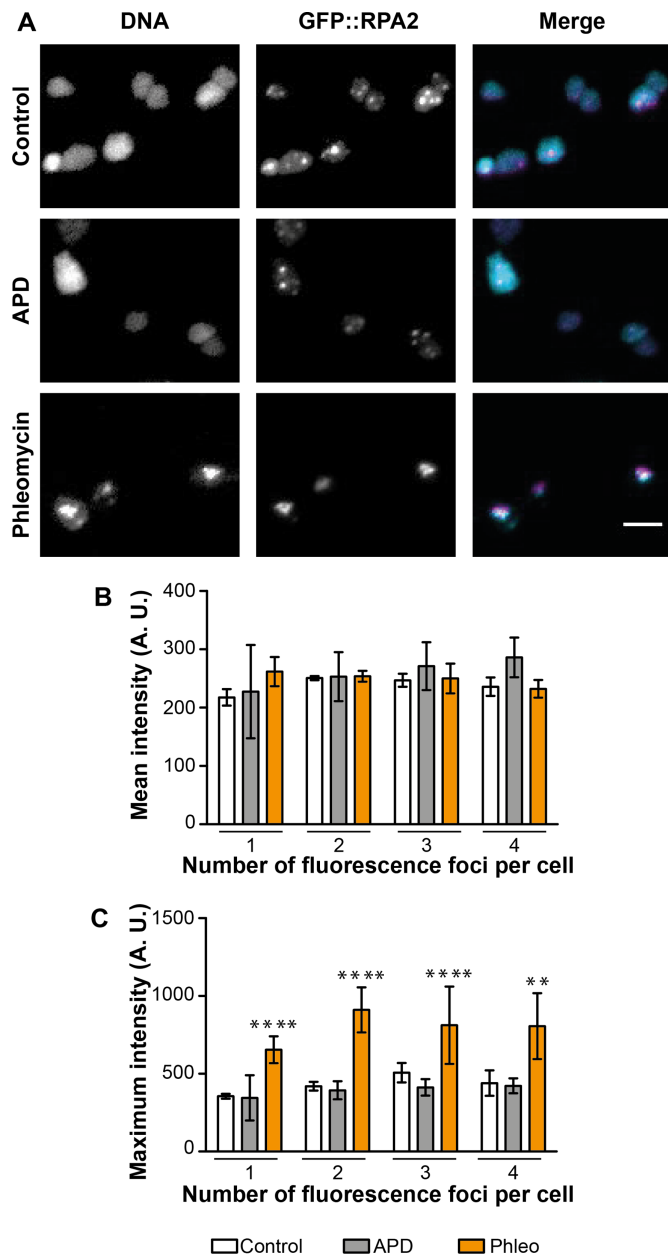 A
DNA GFP::RPA2 Merge
Control
APD
Phleomycin
B
Mean intensity (A. U.)
400
300
200
100
0
1 2 3 4
Number of fluorescence foci per cell
C
Maximum intensity (A. U.)
1500
1000
500
0
**** **** **** **
1 2 3 4
Number of fluorescence foci per cell
Control APD Phleo